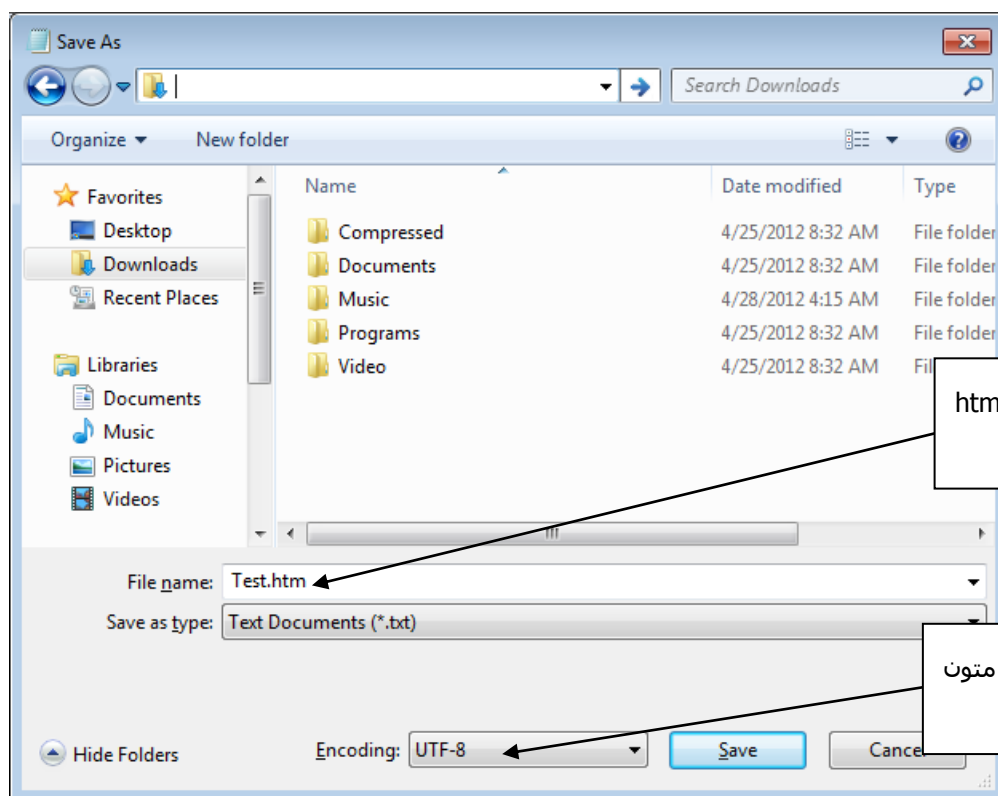 Save As
Search Downloads
Organize New folder
Favorites
Desktop
Downloads
Recent Places
Libraries
Documents
Music
Pictures
Videos
Name Date modified Type
Compressed 4/25/2012 8:32 AM File folder
Documents 4/25/2012 8:32 AM File folder
Music 4/28/2012 4:15 AM File folder
Programs 4/25/2012 8:32 AM File folder
Video 4/25/2012 8:32 AM Fil
htm
File name: Test.htm
Save as type: Text Documents (*.txt)
متون
Hide Folders Encoding: UTF-8 Save Cance